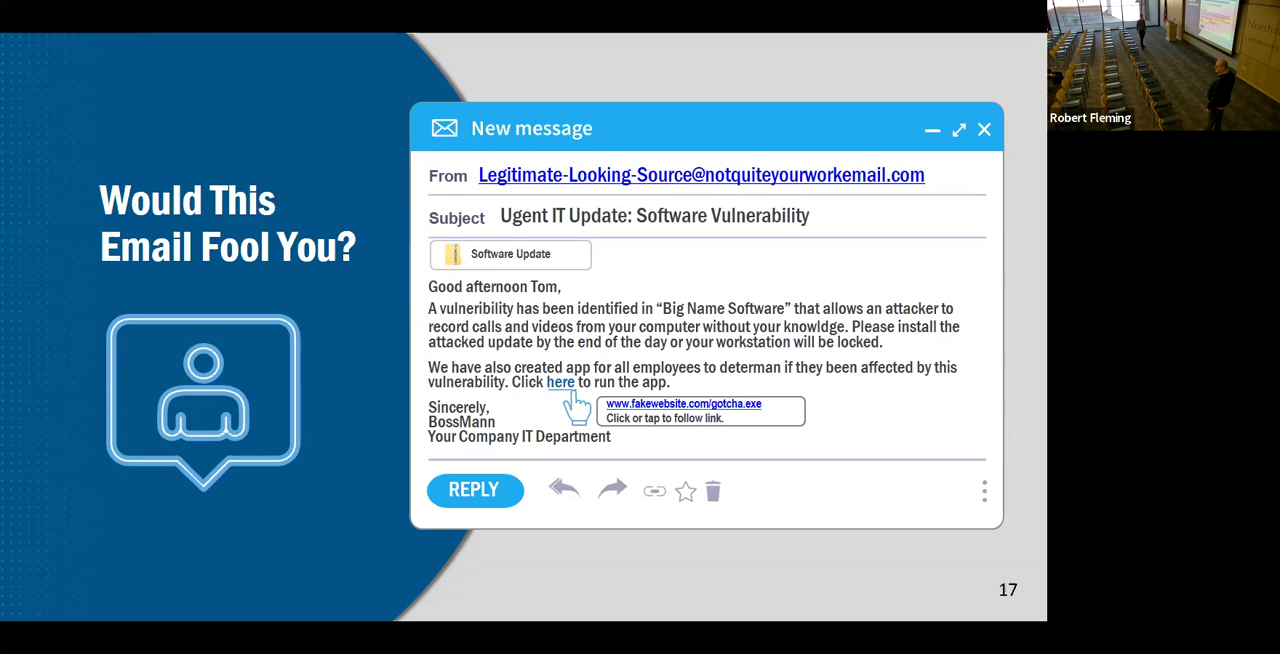 Would This
Email Fool You?
New message
From Legitimate-Looking-Source@notquiteyourworkemail.com
Subject Ugent IT Update: Software Vulnerability
Software Update
Good afternoon Tom,
A vulneribility has been identified in “Big Name Software” that allows an attacker to
record calls and videos from your computer without your knowldge. Please install the
attacked update by the end of the day or your workstation will be locked.
We have also created app for all employees to determan if they been affected by this
vulnerability. Click here to run the app.
www.fakewebsite.com/gotcha.exe
Click or tap to follow link.
Sincerely,
BossMann
Your Company IT Department
REPLY
17
Robert Fleming